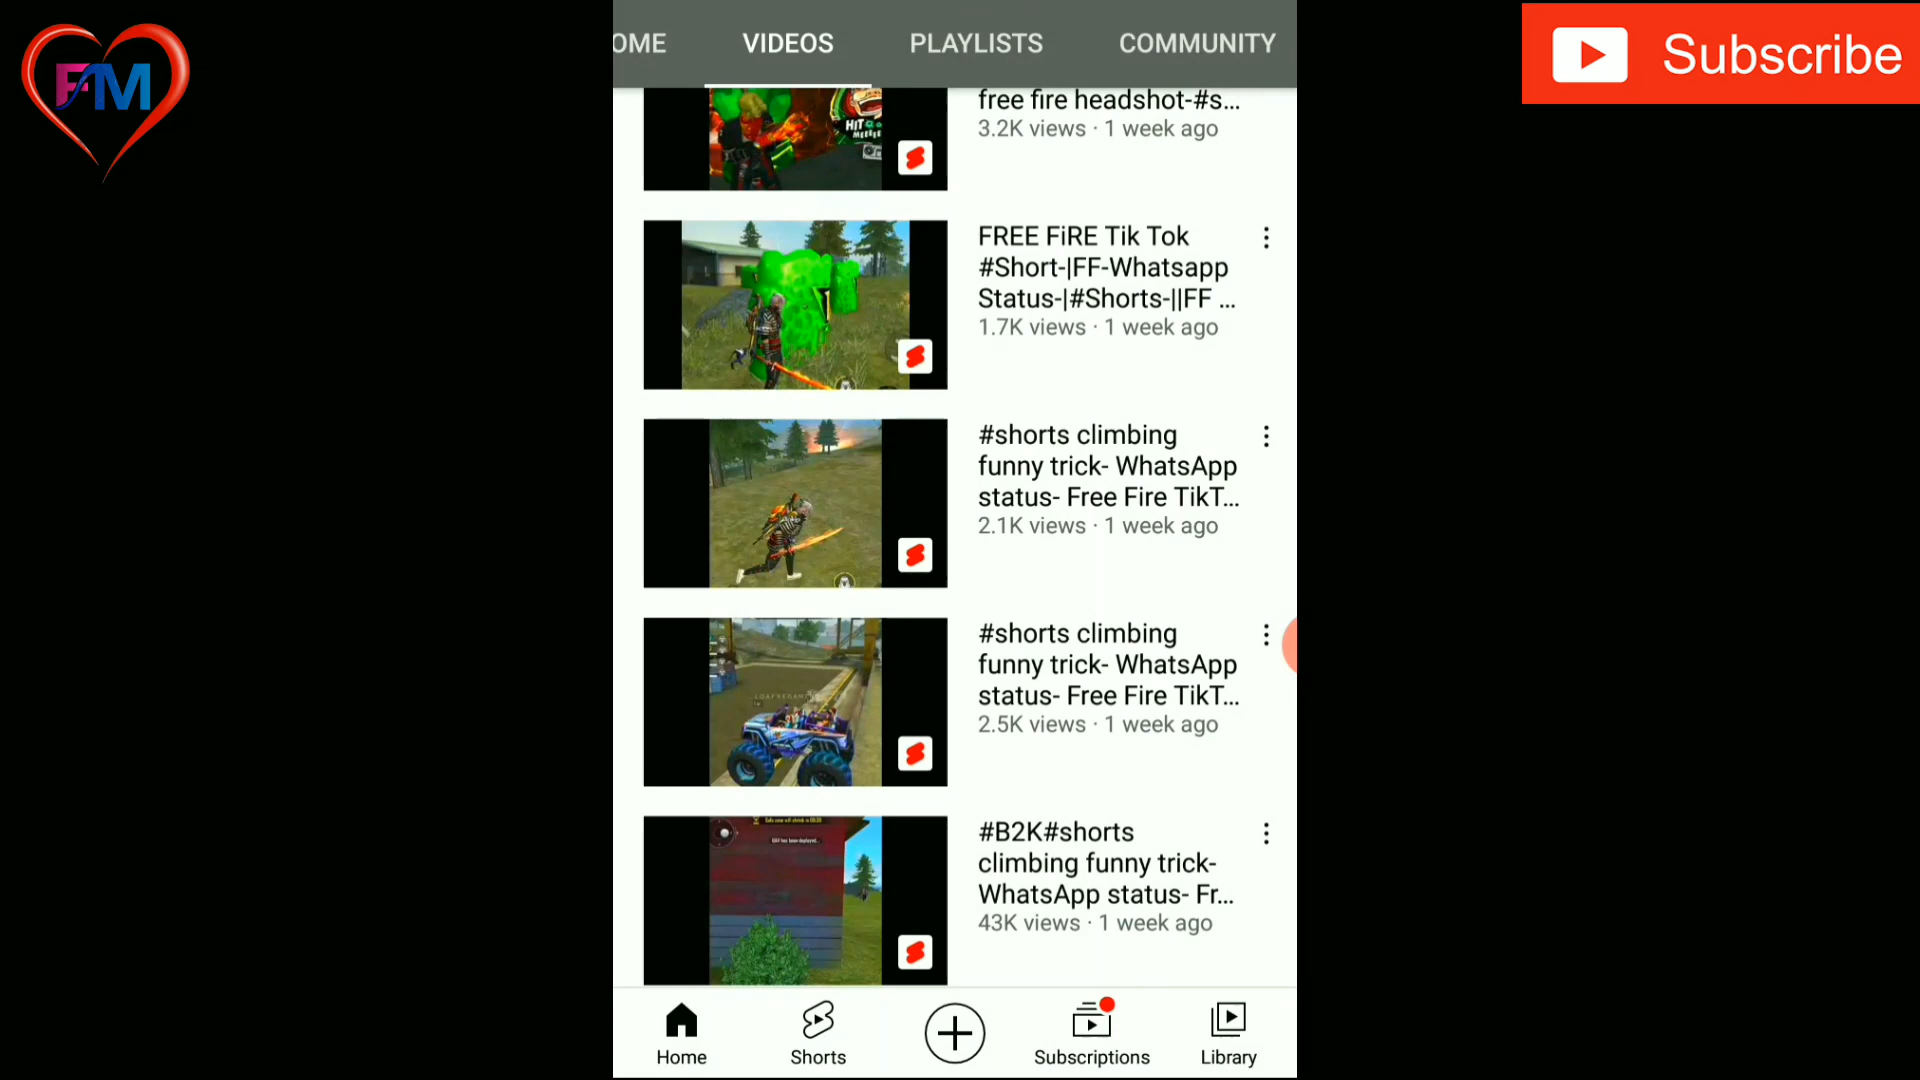 FM
Subscribe
OME VIDEOS PLAYLISTS COMMUNITY
HIT
free fire headshot-#s...
3.2K views · 1 week ago
FREE FiRE Tik Tok
#Short-|FF-Whatsapp
Status-|#Shorts-||FF ...
1.7K views · 1 week ago
#shorts climbing
funny trick- WhatsApp
status- Free Fire TikT...
2.1K views · 1 week ago
#shorts climbing
funny trick- WhatsApp
status- Free Fire TikT...
2.5K views · 1 week ago
#B2K#shorts
climbing funny trick-
WhatsApp status- Fr...
43K views · 1 week ago
Home Shorts Subscriptions Library